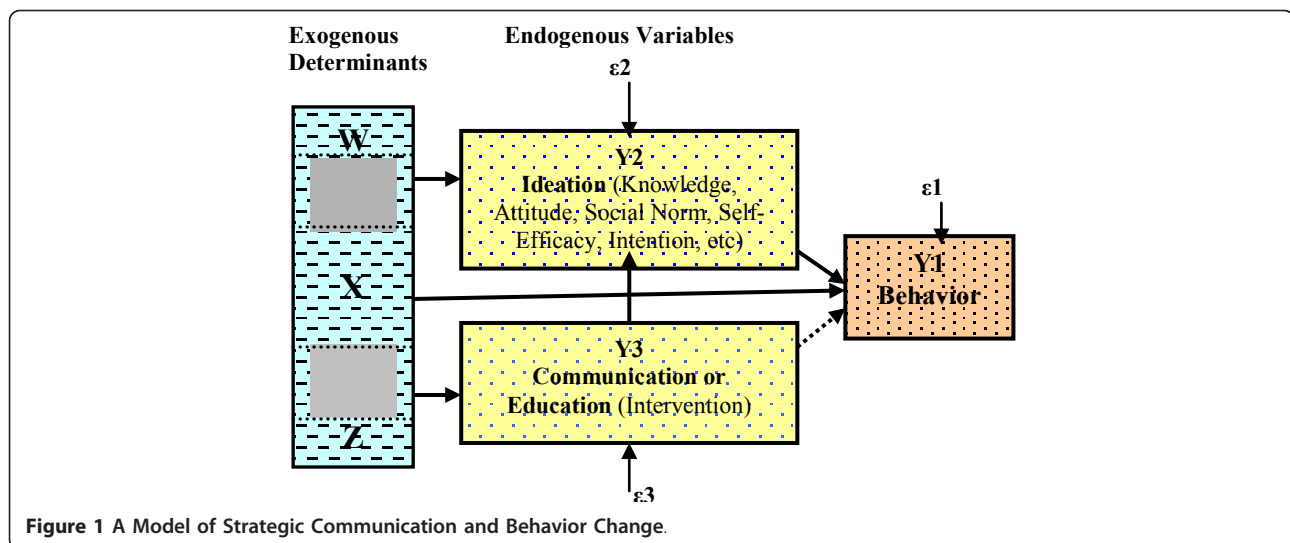 Exogenous
Determinants
Endogenous Variables
ε2
W
X
Z
Y2
Ideation (Knowledge,
Attitude, Social Norm, Self-
Efficacy, Intention, etc)
ε1
Y1
Behavior
Y3
Communication or
Education (Intervention)
ε3
Figure 1 A Model of Strategic Communication and Behavior Change.